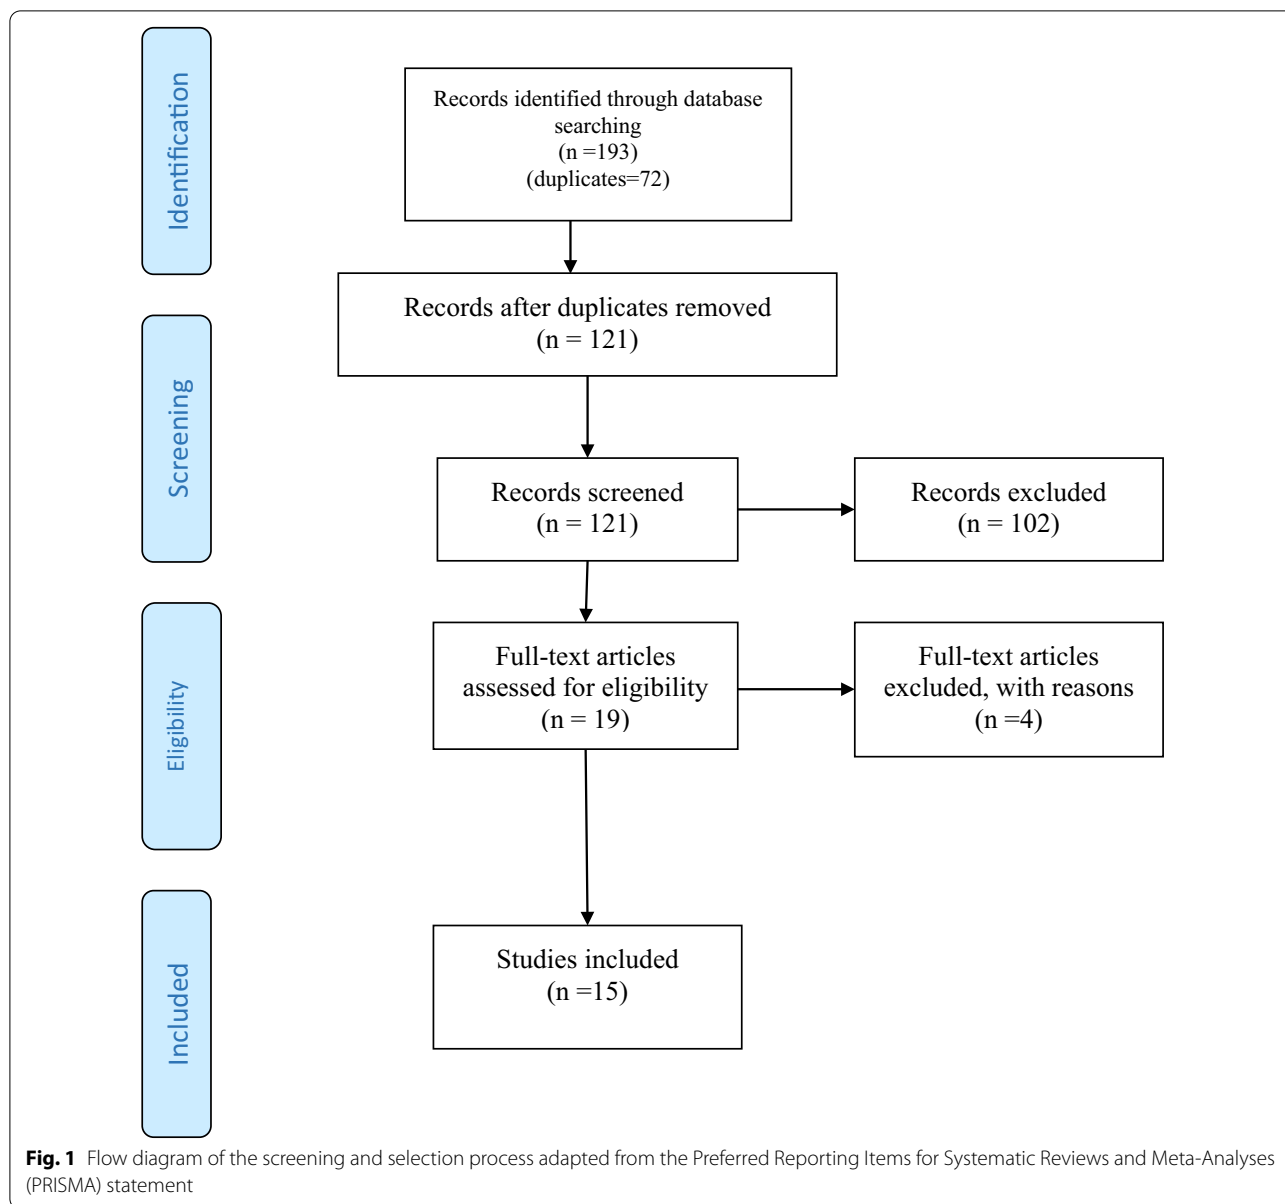 Identification
Records identified through database
searching
(n =193)
(duplicates=72)
Records after duplicates removed
(n = 121)
Screening
Records screened
(n = 121)
Records excluded
(n = 102)
Eligibility
Full-text articles
assessed for eligibility
(n = 19)
Full-text articles
excluded, with reasons
(n =4)
Included
Studies included
(n =15)
Fig. 1 Flow diagram of the screening and selection process adapted from the Preferred Reporting Items for Systematic Reviews and Meta-Analyses
(PRISMA) statement